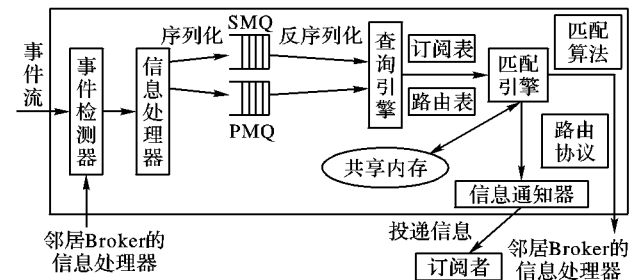 事件流
事件检测器
信息处理器
序列化
SMQ
反序列化
PMQ
查询引擎
订阅表
路由表
匹配
引擎
匹配
算法
路由
协议
共享内存
信息通知器
投递信息
订阅者
邻居Broker的
信息处理器
邻居Broker的
信息处理器